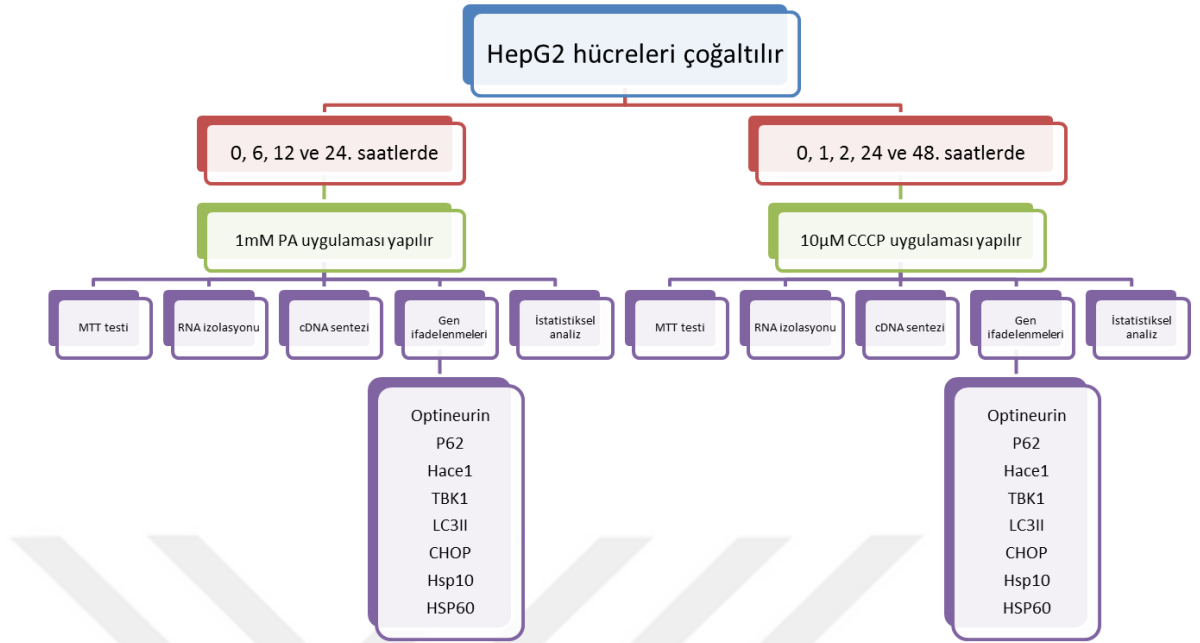 HepG2 hücreleri çoğaltılır
0, 6, 12 ve 24. saatlerde
0, 1, 2, 24 ve 48. saatlerde
1mM PA uygulaması yapılır
10µM CCCP uygulaması yapılır
MTT testi
RNA izolasyonu
cDNA sentezi
Gen
ifadelenmeleri
İstatistiksel
analiz
MTT testi
RNA izolasyonu
cDNA sentezi
Gen
ifadelenmeleri
İstatistiksel
analiz
Optineurin
P62
Hace1
TBK1
LC3II
CHOP
Hsp10
HSP60
Optineurin
P62
Hace1
TBK1
LC3II
CHOP
Hsp10
HSP60